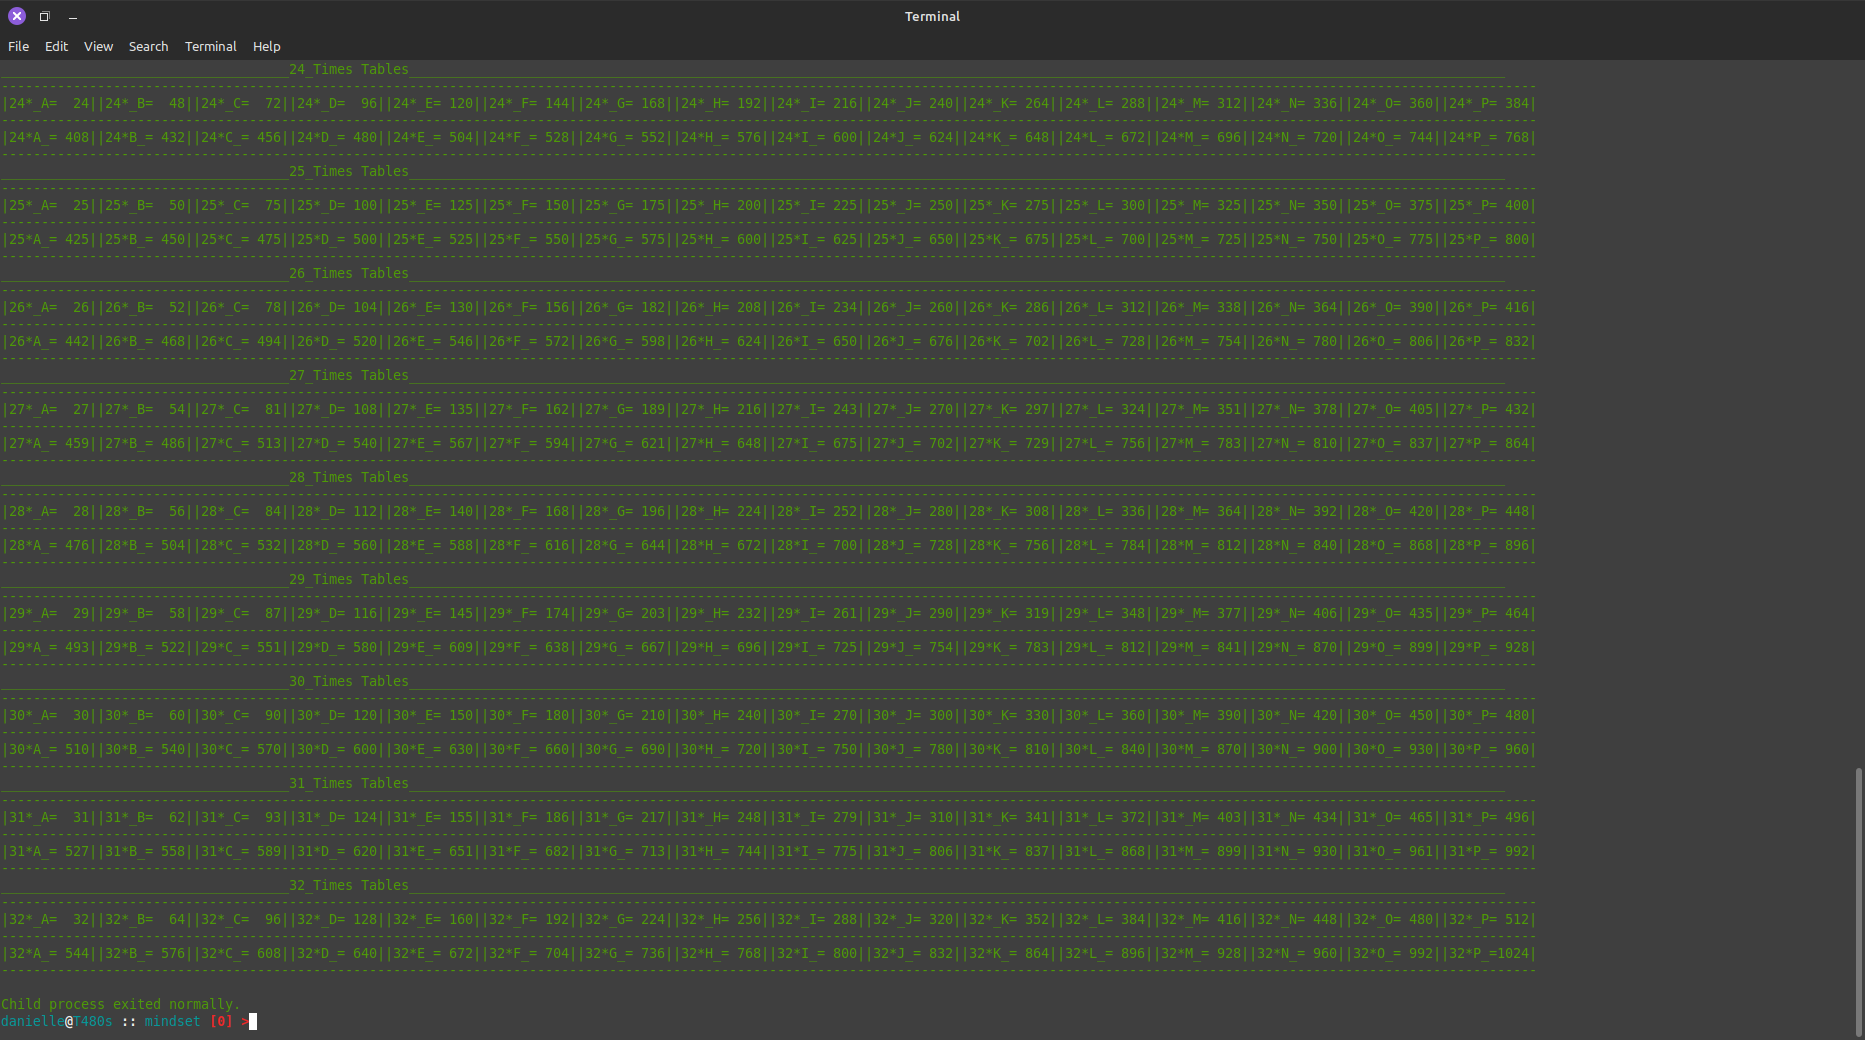 Terminal
File Edit View Search Terminal Help
____________________________________24_Times Tables_________________________________________________________________________________________________________________________________________
|24*_A=  24||24*_B=  48||24*_C=  72||24*_D=  96||24*_E= 120||24*_F= 144||24*_G= 168||24*_H= 192||24*_I= 216||24*_J= 240||24*_K= 264||24*_L= 288||24*_M= 312||24*_N= 336||24*_O= 360||24*_P= 384|
|24*A_= 408||24*B_= 432||24*C_= 456||24*D_= 480||24*E_= 504||24*F_= 528||24*G_= 552||24*H_= 576||24*I_= 600||24*J_= 624||24*K_= 648||24*L_= 672||24*M_= 696||24*N_= 720||24*O_= 744||24*P_= 768|
____________________________________25_Times Tables_________________________________________________________________________________________________________________________________________
|25*_A=  25||25*_B=  50||25*_C=  75||25*_D= 100||25*_E= 125||25*_F= 150||25*_G= 175||25*_H= 200||25*_I= 225||25*_J= 250||25*_K= 275||25*_L= 300||25*_M= 325||25*_N= 350||25*_O= 375||25*_P= 400|
|25*A_= 425||25*B_= 450||25*C_= 475||25*D_= 500||25*E_= 525||25*F_= 550||25*G_= 575||25*H_= 600||25*I_= 625||25*J_= 650||25*K_= 675||25*L_= 700||25*M_= 725||25*N_= 750||25*O_= 775||25*P_= 800|
____________________________________26_Times Tables_________________________________________________________________________________________________________________________________________
|26*_A=  26||26*_B=  52||26*_C=  78||26*_D= 104||26*_E= 130||26*_F= 156||26*_G= 182||26*_H= 208||26*_I= 234||26*_J= 260||26*_K= 286||26*_L= 312||26*_M= 338||26*_N= 364||26*_O= 390||26*_P= 416|
|26*A_= 442||26*B_= 468||26*C_= 494||26*D_= 520||26*E_= 546||26*F_= 572||26*G_= 598||26*H_= 624||26*I_= 650||26*J_= 676||26*K_= 702||26*L_= 728||26*M_= 754||26*N_= 780||26*O_= 806||26*P_= 832|
____________________________________27_Times Tables_________________________________________________________________________________________________________________________________________
|27*_A=  27||27*_B=  54||27*_C=  81||27*_D= 108||27*_E= 135||27*_F= 162||27*_G= 189||27*_H= 216||27*_I= 243||27*_J= 270||27*_K= 297||27*_L= 324||27*_M= 351||27*_N= 378||27*_O= 405||27*_P= 432|
|27*A_= 459||27*B_= 486||27*C_= 513||27*D_= 540||27*E_= 567||27*F_= 594||27*G_= 621||27*H_= 648||27*I_= 675||27*J_= 702||27*K_= 729||27*L_= 756||27*M_= 783||27*N_= 810||27*O_= 837||27*P_= 864|
____________________________________28_Times Tables_________________________________________________________________________________________________________________________________________
|28*_A=  28||28*_B=  56||28*_C=  84||28*_D= 112||28*_E= 140||28*_F= 168||28*_G= 196||28*_H= 224||28*_I= 252||28*_J= 280||28*_K= 308||28*_L= 336||28*_M= 364||28*_N= 392||28*_O= 420||28*_P= 448|
|28*A_= 476||28*B_= 504||28*C_= 532||28*D_= 560||28*E_= 588||28*F_= 616||28*G_= 644||28*H_= 672||28*I_= 700||28*J_= 728||28*K_= 756||28*L_= 784||28*M_= 812||28*N_= 840||28*O_= 868||28*P_= 896|
____________________________________29_Times Tables_________________________________________________________________________________________________________________________________________
|29*_A=  29||29*_B=  58||29*_C=  87||29*_D= 116||29*_E= 145||29*_F= 174||29*_G= 203||29*_H= 232||29*_I= 261||29*_J= 290||29*_K= 319||29*_L= 348||29*_M= 377||29*_N= 406||29*_O= 435||29*_P= 464|
|29*A_= 493||29*B_= 522||29*C_= 551||29*D_= 580||29*E_= 609||29*F_= 638||29*G_= 667||29*H_= 696||29*I_= 725||29*J_= 754||29*K_= 783||29*L_= 812||29*M_= 841||29*N_= 870||29*O_= 899||29*P_= 928|
____________________________________30_Times Tables_________________________________________________________________________________________________________________________________________
|30*_A=  30||30*_B=  60||30*_C=  90||30*_D= 120||30*_E= 150||30*_F= 180||30*_G= 210||30*_H= 240||30*_I= 270||30*_J= 300||30*_K= 330||30*_L= 360||30*_M= 390||30*_N= 420||30*_O= 450||30*_P= 480|
|30*A_= 510||30*B_= 540||30*C_= 570||30*D_= 600||30*E_= 630||30*F_= 660||30*G_= 690||30*H_= 720||30*I_= 750||30*J_= 780||30*K_= 810||30*L_= 840||30*M_= 870||30*N_= 900||30*O_= 930||30*P_= 960|
____________________________________31_Times Tables_________________________________________________________________________________________________________________________________________
|31*_A=  31||31*_B=  62||31*_C=  93||31*_D= 124||31*_E= 155||31*_F= 186||31*_G= 217||31*_H= 248||31*_I= 279||31*_J= 310||31*_K= 341||31*_L= 372||31*_M= 403||31*_N= 434||31*_O= 465||31*_P= 496|
|31*A_= 527||31*B_= 558||31*C_= 589||31*D_= 620||31*E_= 651||31*F_= 682||31*G_= 713||31*H_= 744||31*I_= 775||31*J_= 806||31*K_= 837||31*L_= 868||31*M_= 899||31*N_= 930||31*O_= 961||31*P_= 992|
____________________________________32_Times Tables_________________________________________________________________________________________________________________________________________
|32*_A=  32||32*_B=  64||32*_C=  96||32*_D= 128||32*_E= 160||32*_F= 192||32*_G= 224||32*_H= 256||32*_I= 288||32*_J= 320||32*_K= 352||32*_L= 384||32*_M= 416||32*_N= 448||32*_O= 480||32*_P= 512|
|32*A_= 544||32*B_= 576||32*C_= 608||32*D_= 640||32*E_= 672||32*F_= 704||32*G_= 736||32*H_= 768||32*I_= 800||32*J_= 832||32*K_= 864||32*L_= 896||32*M_= 928||32*N_= 960||32*O_= 992||32*P_=1024|
Child process exited normally.
danielle@T480s :: mindset [0] >